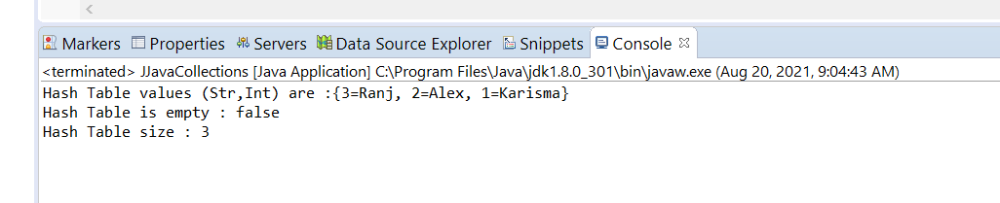 Markers Properties Servers Data Source Explorer Snippets Console
<terminated> JJavaCollections [Java Application] C:\Program Files\Java\jdk1.8.0_301\bin\javaw.exe (Aug 20, 2021, 9:04:43 AM)
Hash Table values (Str,Int) are :{3=Ranj, 2=Alex, 1=Karisma}
Hash Table is empty : false
Hash Table size : 3